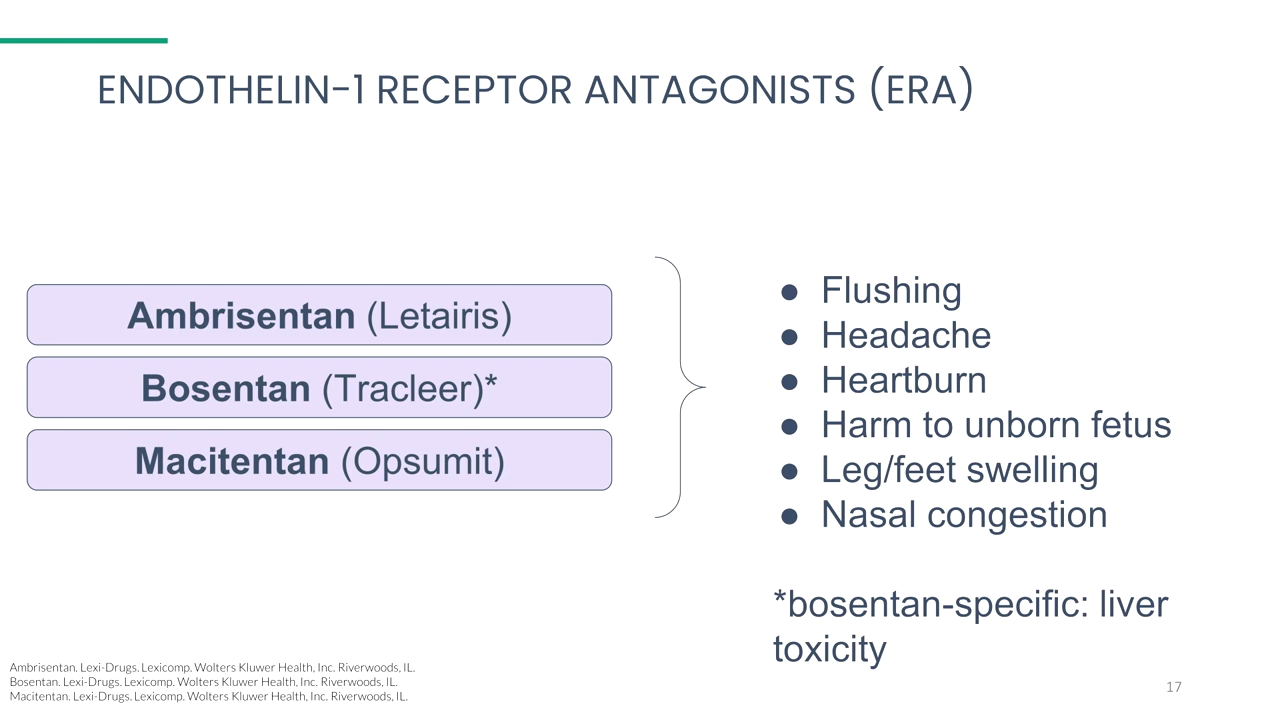 ENDOTHELIN-1 RECEPTOR ANTAGONISTS (ERA)
Ambrisentan (Letairis)
Bosentan (Tracleer)*
Macitentan (Opsumit)
● Flushing
● Headache
● Heartburn
● Harm to unborn fetus
● Leg/feet swelling
● Nasal congestion
*bosentan-specific: liver
toxicity
Ambrisentan. Lexi-Drugs. Lexicomp. Wolters Kluwer Health, Inc. Riverwoods, IL.
Bosentan. Lexi-Drugs. Lexicomp. Wolters Kluwer Health, Inc. Riverwoods, IL.
Macitentan. Lexi-Drugs. Lexicomp. Wolters Kluwer Health, Inc. Riverwoods, IL.
17